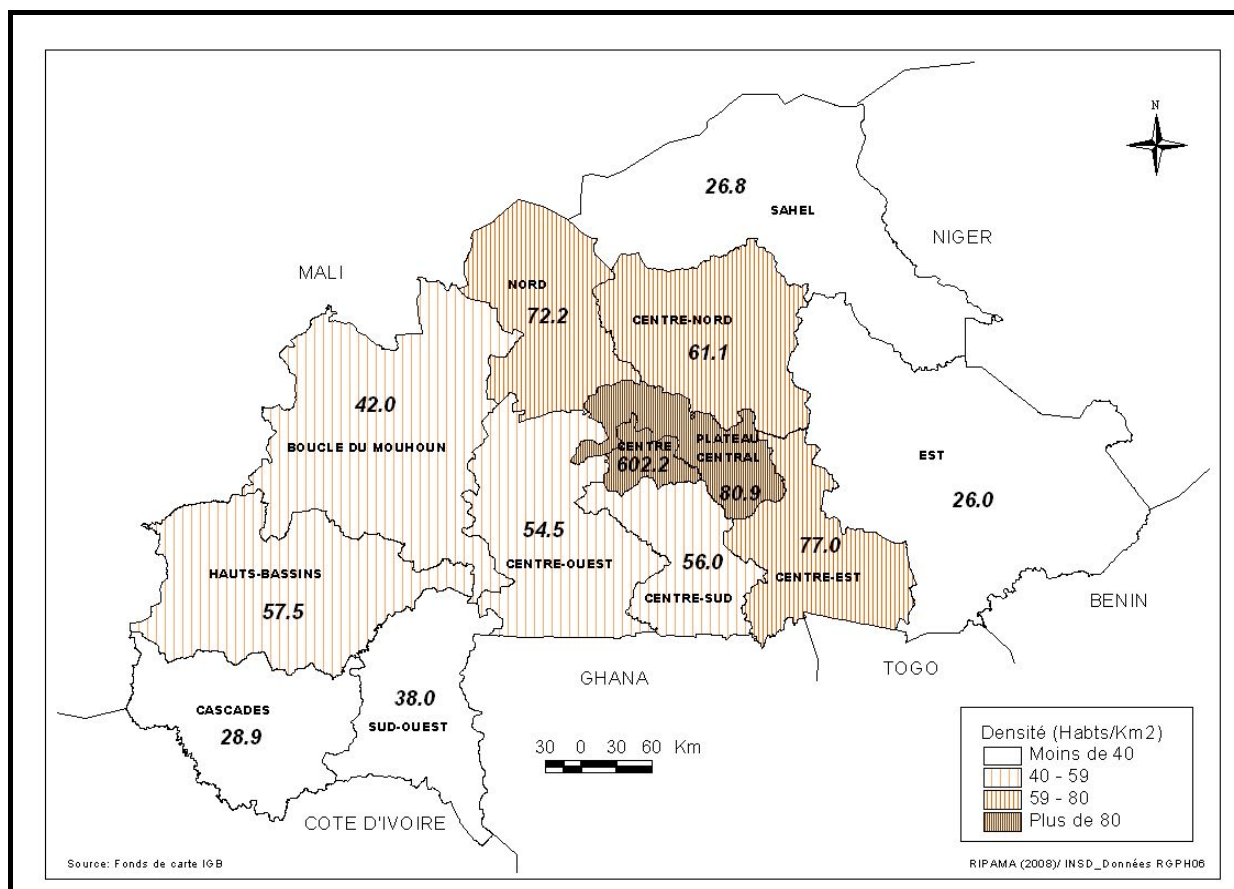 N
26.8
SAHEL
NIGER
MALI
NORD
72.2
CENTRE-NORD
61.1
42.0
BOUCLE DU MOUHOUN
CENTRE
602.2
PLATEAU
CENTRAL
80.9
EST
26.0
54.5
CENTRE-OUEST
56.0
CENTRE-SUD
77.0
CENTRE-EST
HAUTS-BASSINS
57.5
BENIN
TOGO
GHANA
CASCADES
28.9
38.0
SUD-OUEST
30 0 30 60 Km
COTE D'IVOIRE
Densité (Habts/Km2)
Moins de 40
40 - 59
59 - 80
Plus de 80
Source: Fonds de carte IGB
RIPAMA (2008)/ INSD_Données RGPH06